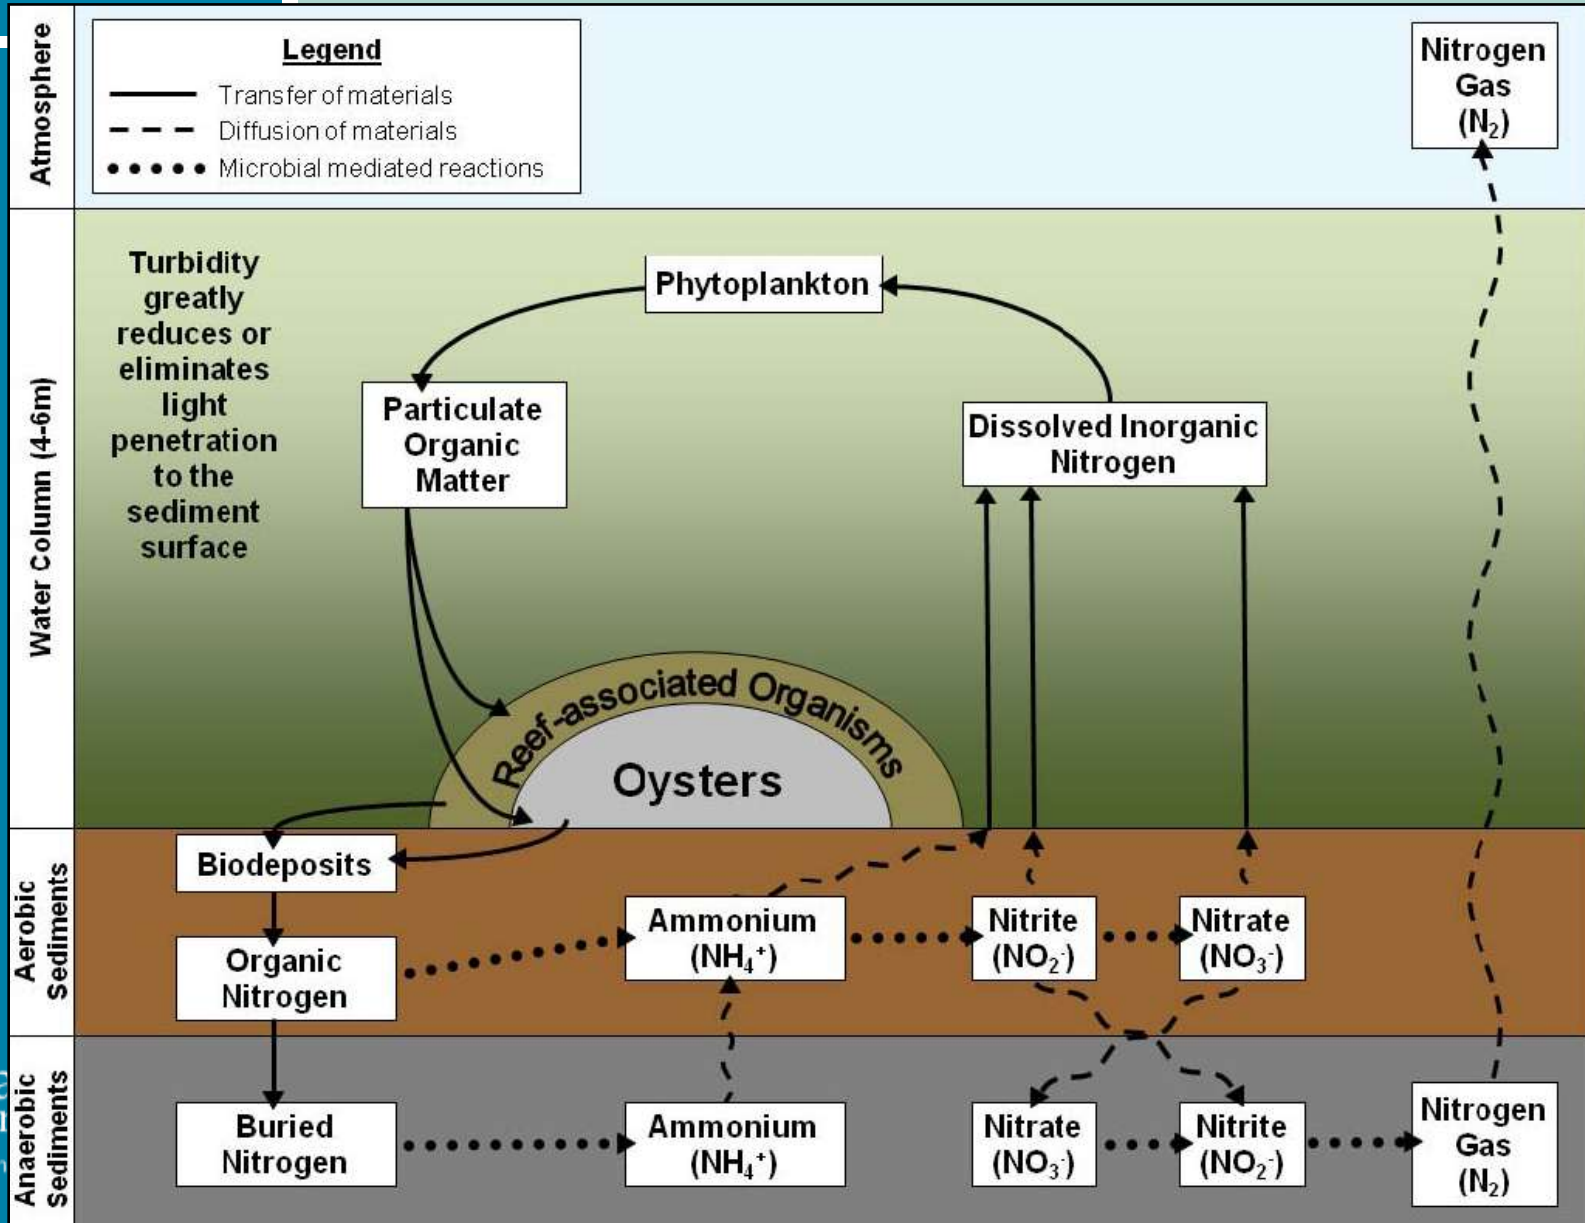 Atmosphere
Legend
Transfer of materials
Diffusion of materials
Microbial mediated reactions
Nitrogen
Gas
(N₂)
Water Column (4-6m)
Turbidity
greatly
reduces or
eliminates
light
penetration
to the
sediment
surface
Phytoplankton
Particulate
Organic
Matter
Dissolved Inorganic
Nitrogen
Reef-associated Organisms
Oysters
Aerobic
Sediments
Biodeposits
Organic
Nitrogen
Ammonium
(NH₄⁺)
Nitrite
(NO₂⁻)
Nitrate
(NO₃⁻)
Anaerobic
Sediments
Buried
Nitrogen
Ammonium
(NH₄⁺)
Nitrate
(NO₃⁻)
Nitrite
(NO₂⁻)
Nitrogen
Gas
(N₂)